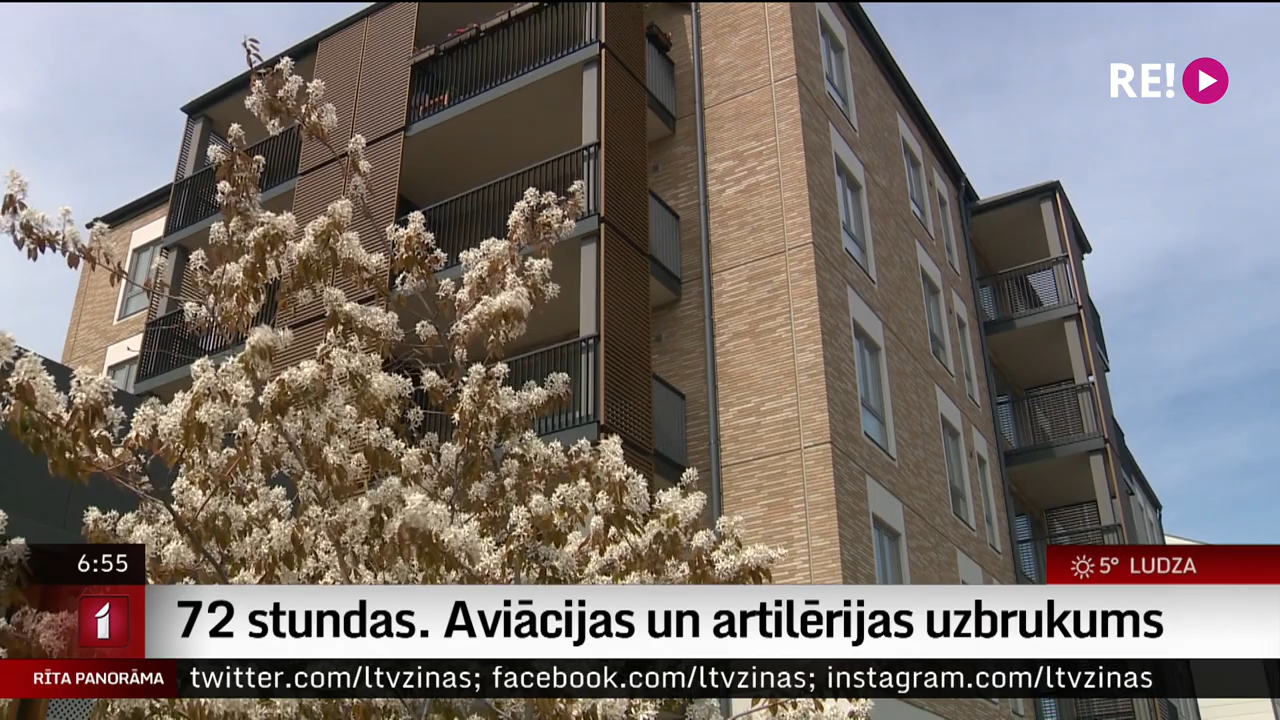 RE!
6:55
5° LUDZA
1
72 stundas. Aviācijas un artilērijas uzbrukums
RĪTA PANORĀMA
twitter.com/ltvzinas; facebook.com/ltvzinas; instagram.com/ltvzinas